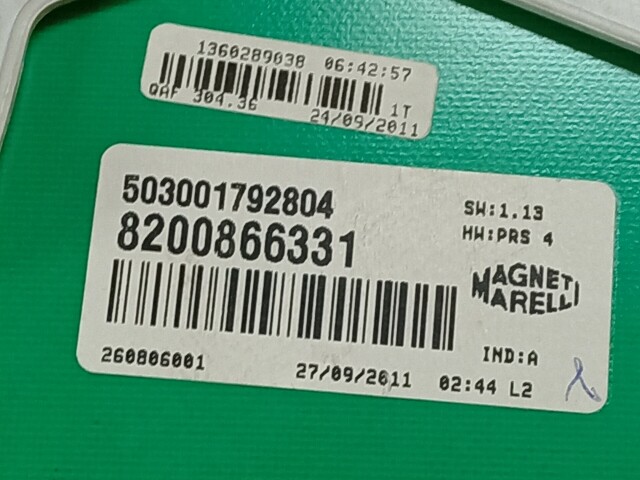 1360289038 06:42:57
QAF 304.36 1T
24/09/2011
503001792804
8200866331
SW:1.13
HW:PRS 4
MAGNETI
MARELLI
IND:A
260806001 27/09/2011 02:44 L2